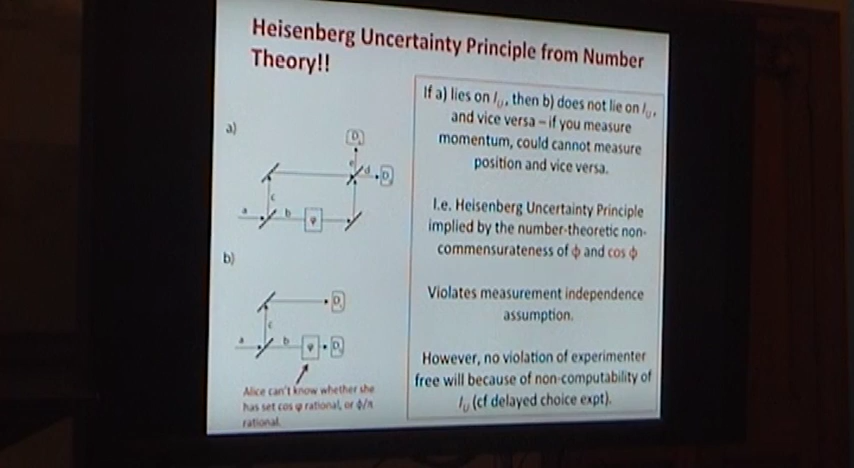 Heisenberg Uncertainty Principle from Number
Theory!!
a)
D
e
d
D
c
a
b
φ
b)
D
c
a
b
φ
D
Alice can't know whether she
has set cos φ rational, or ϕ/π
rational.
If a) lies on I_U, then b) does not lie on I_U,
and vice versa – if you measure
momentum, could cannot measure
position and vice versa.
I.e. Heisenberg Uncertainty Principle
implied by the number-theoretic non-
commensurateness of ϕ and cos ϕ
Violates measurement independence
assumption.
However, no violation of experimenter
free will because of non-computability of
I_U (cf delayed choice expt).